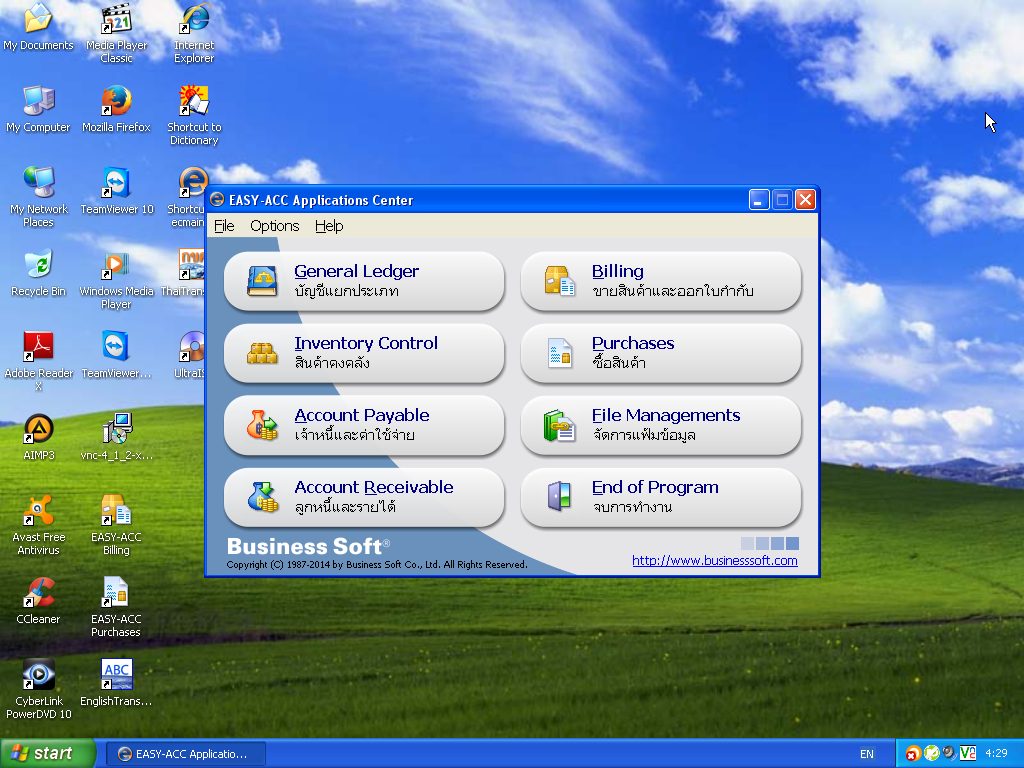 My Documents
Media Player
Classic
Internet
Explorer
My Computer
Mozilla Firefox
Shortcut to
Dictionary
My Network
Places
TeamViewer 10
Shortcu
ecmain
Recycle Bin
Windows Media
Player
ThaiTrans
Adobe Reader
X
TeamViewer...
UltraIS
AIMP3
vnc-4_1_2-x...
Avast Free
Antivirus
EASY-ACC
Billing
CCleaner
EASY-ACC
Purchases
CyberLink
PowerDVD 10
ABC
EnglishTrans...
EASY-ACC Applications Center
File Options Help
General Ledger
บัญชีแยกประเภท
Billing
ขายสินค้าและออกใบกำกับ
Inventory Control
สินค้าคงคลัง
Purchases
ซื้อสินค้า
Account Payable
เจ้าหนี้และค่าใช้จ่าย
File Managements
จัดการแฟ้มข้อมูล
Account Receivable
ลูกหนี้และรายได้
End of Program
จบการทำงาน
Business Soft®
Copyright (C) 1987-2014 by Business Soft Co., Ltd. All Rights Reserved.
http://www.businesssoft.com
start
EASY-ACC Applicatio...
EN
4:29